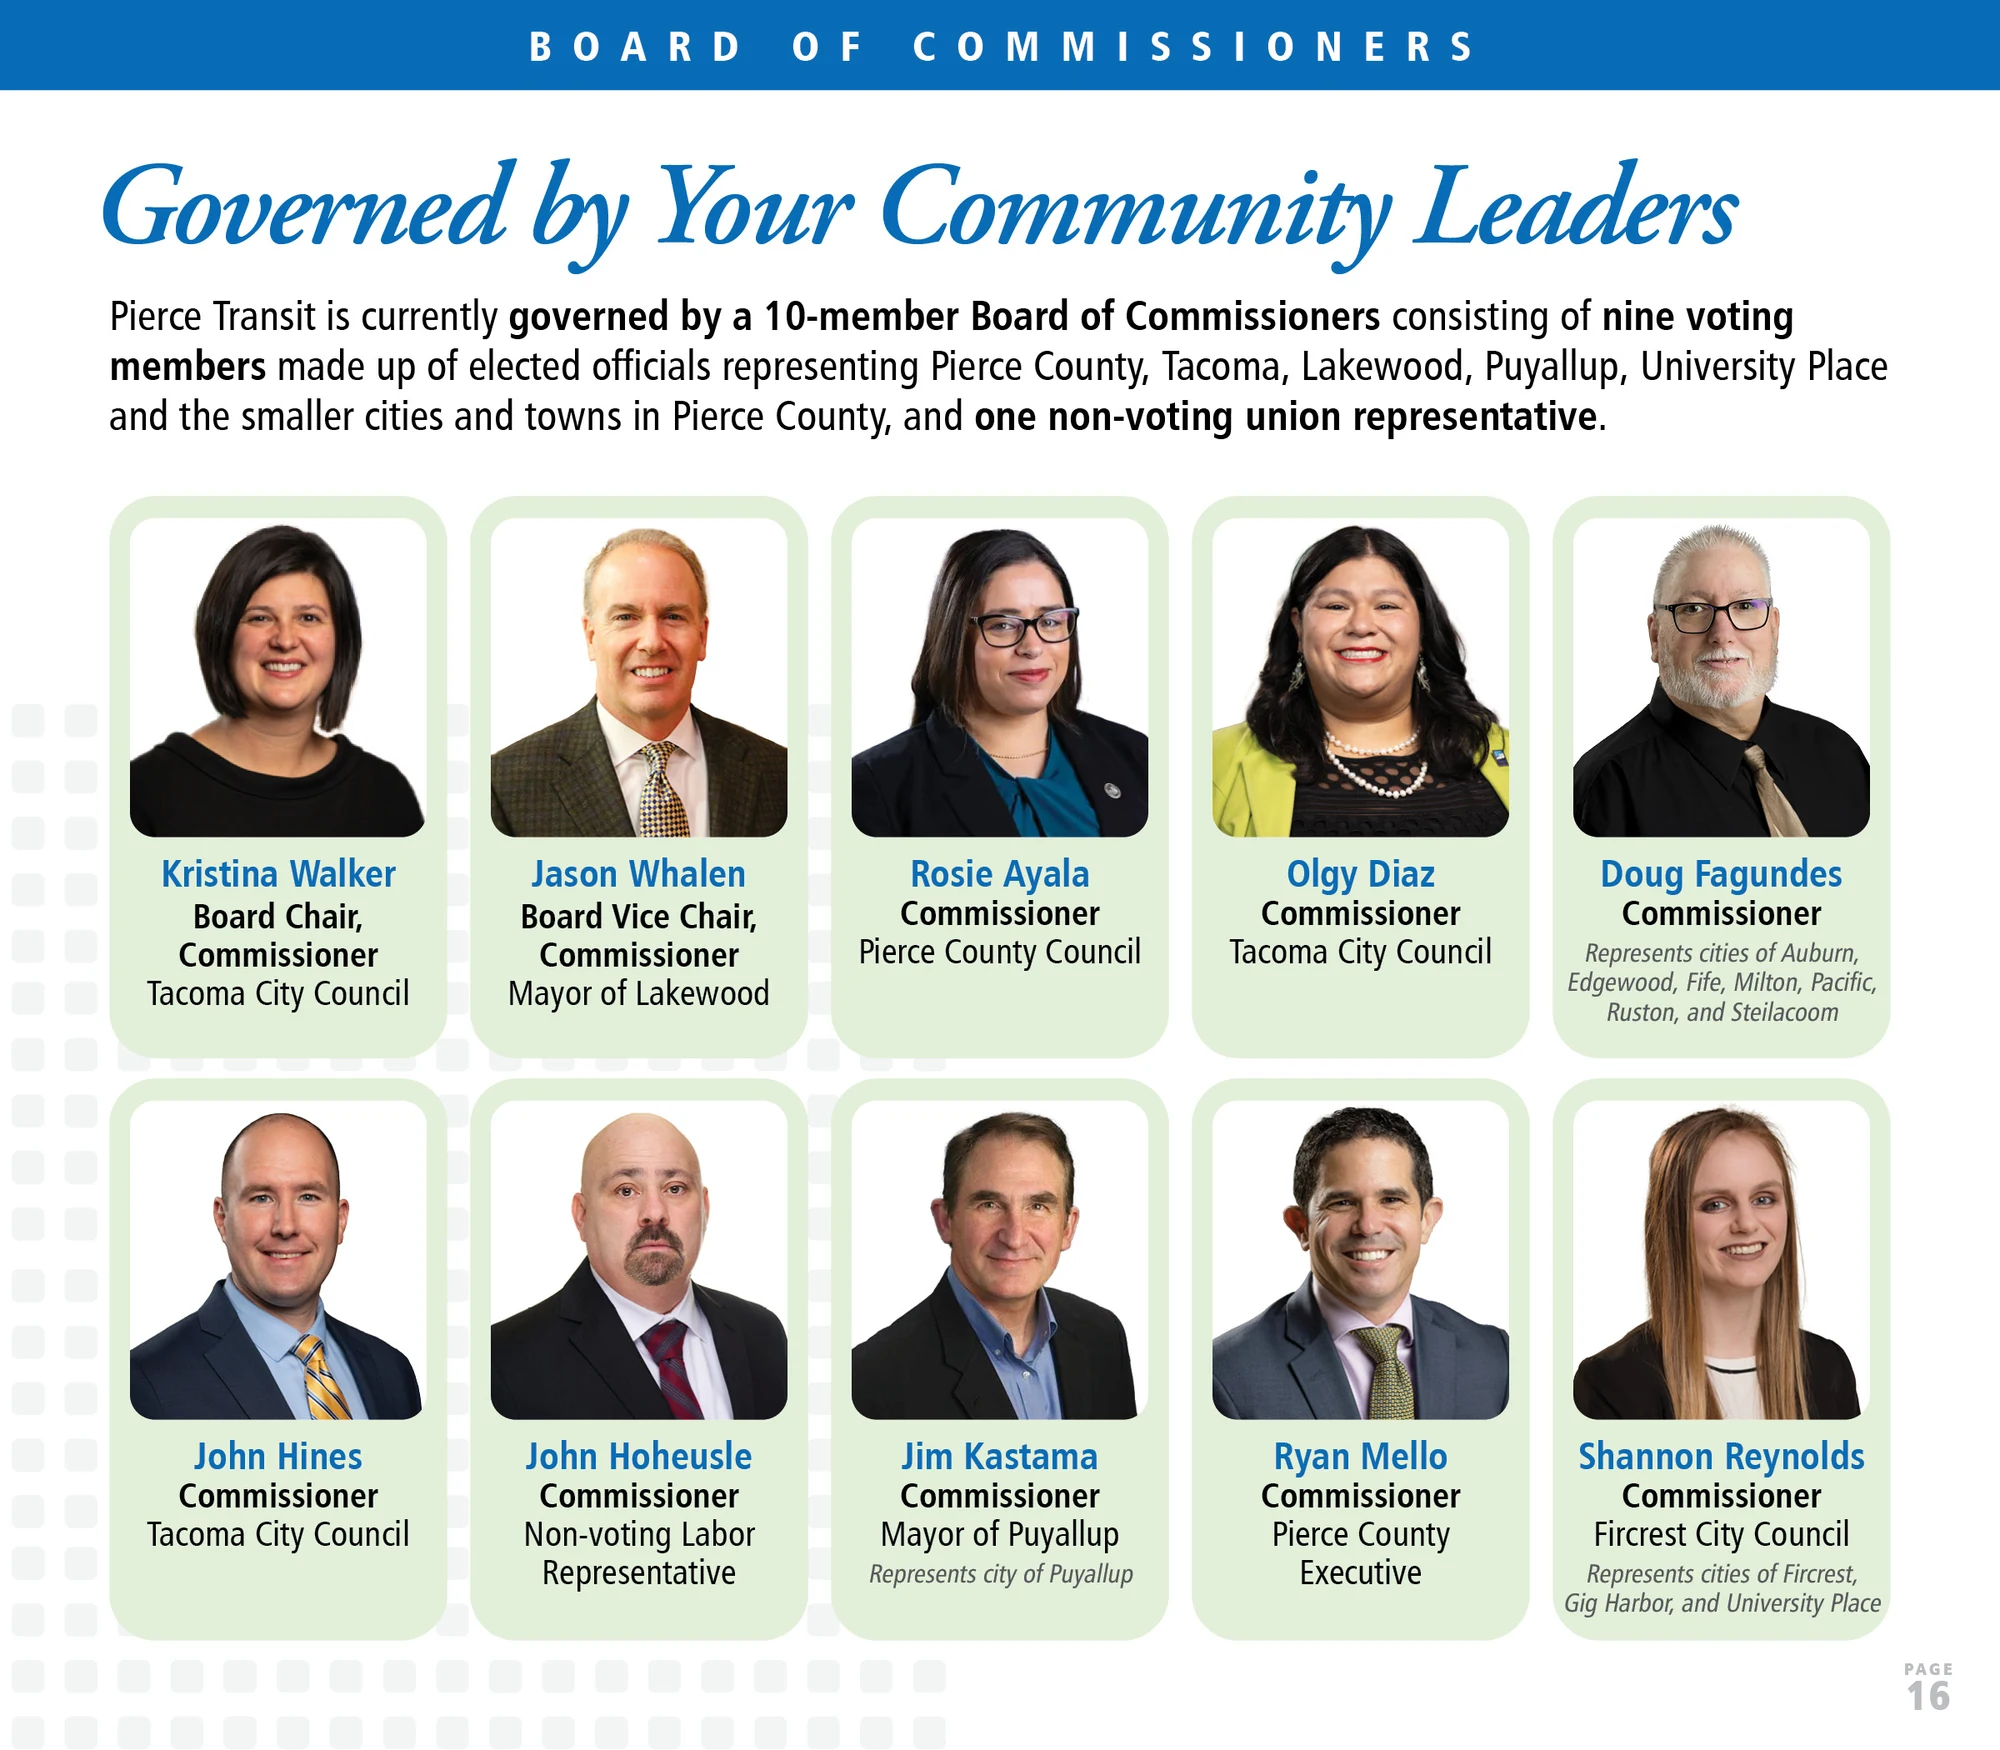 BOARD OF COMMISSIONERS
Governed by Your Community Leaders
Pierce Transit is currently governed by a 10-member Board of Commissioners consisting of nine voting
members made up of elected officials representing Pierce County, Tacoma, Lakewood, Puyallup, University Place
and the smaller cities and towns in Pierce County, and one non-voting union representative.
Kristina Walker
Board Chair,
Commissioner
Tacoma City Council
Jason Whalen
Board Vice Chair,
Commissioner
Mayor of Lakewood
Rosie Ayala
Commissioner
Pierce County Council
Olgy Diaz
Commissioner
Tacoma City Council
Doug Fagundes
Commissioner
Represents cities of Auburn,
Edgewood, Fife, Milton, Pacific,
Ruston, and Steilacoom
John Hines
Commissioner
Tacoma City Council
John Hoheusle
Commissioner
Non-voting Labor
Representative
Jim Kastama
Commissioner
Mayor of Puyallup
Represents city of Puyallup
Ryan Mello
Commissioner
Pierce County
Executive
Shannon Reynolds
Commissioner
Fircrest City Council
Represents cities of Fircrest,
Gig Harbor, and University Place
PAGE
16